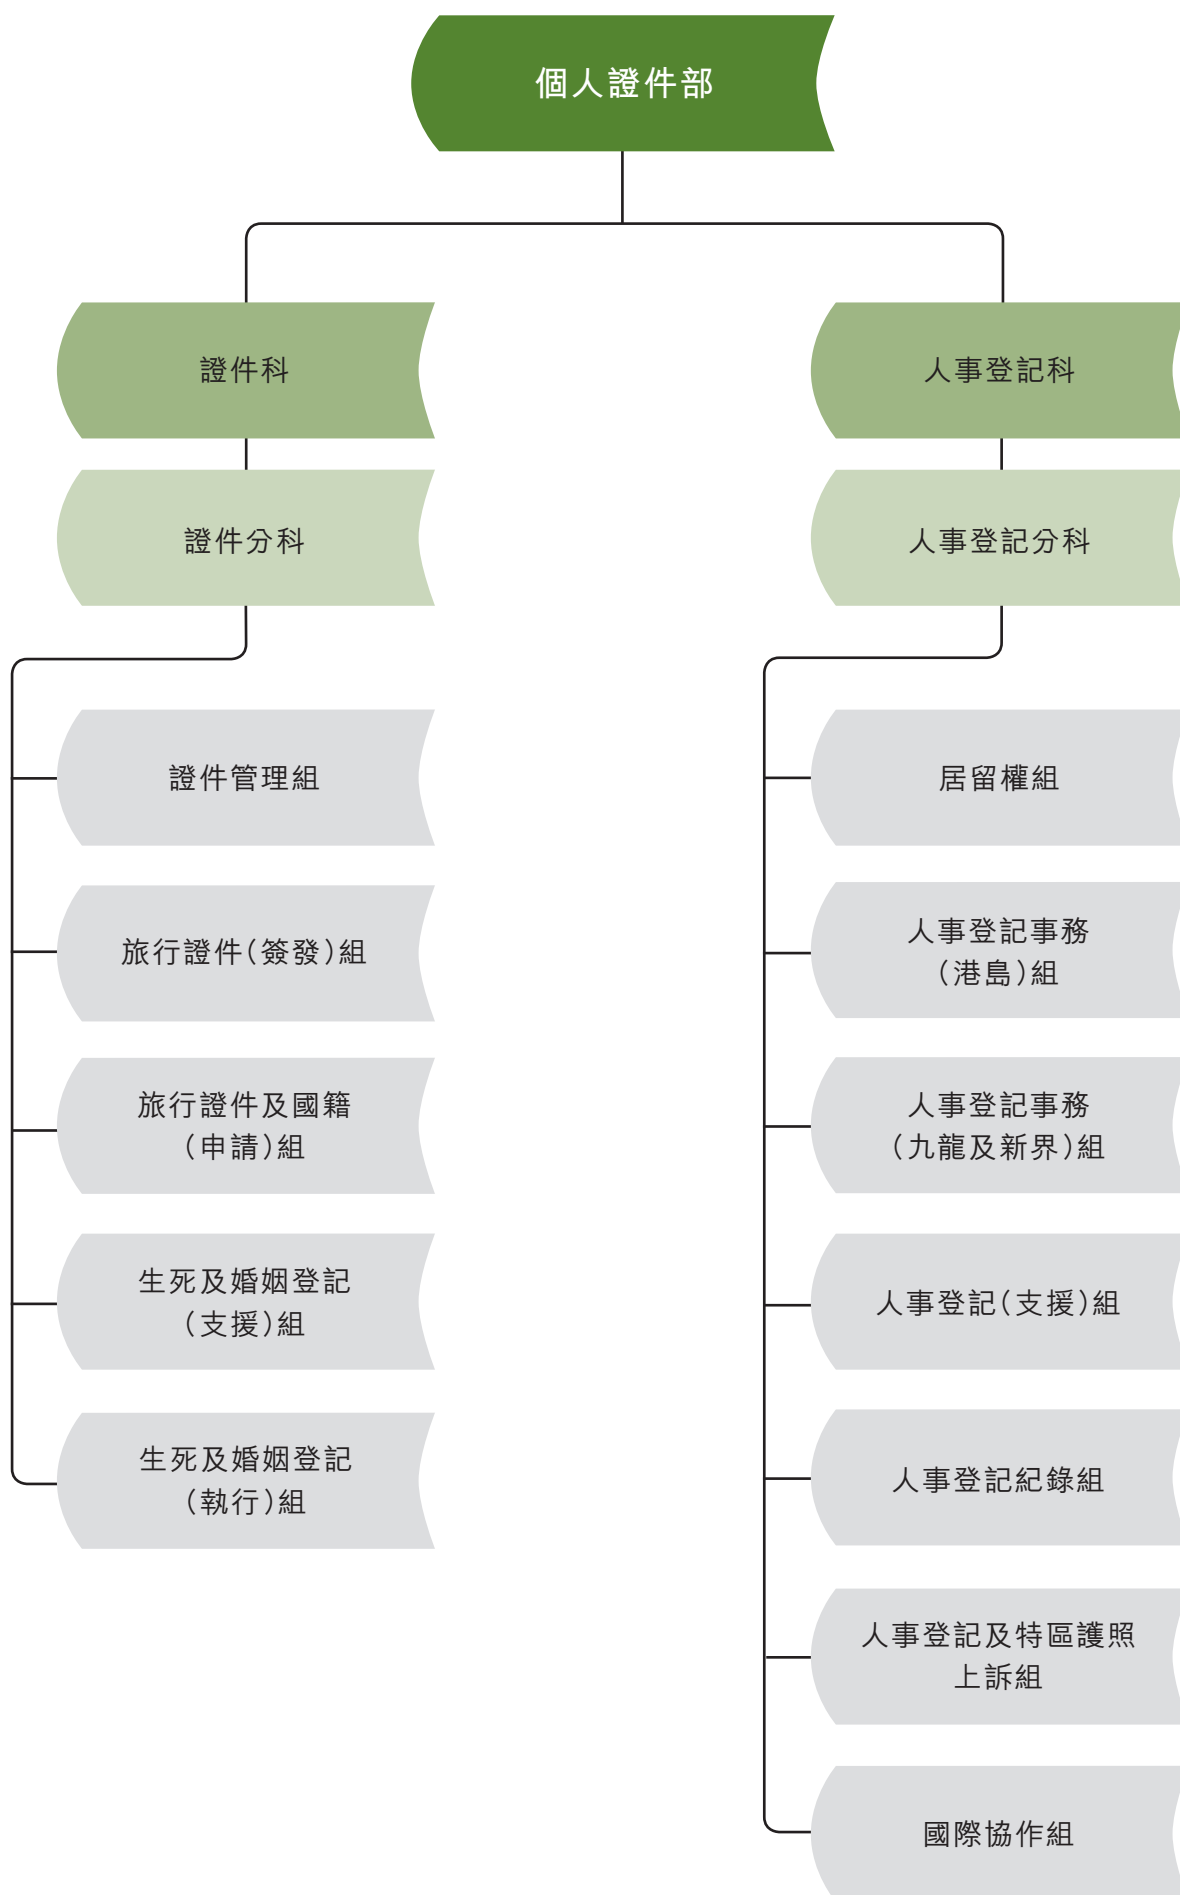 個人證件部
證件科
證件分科
證件管理組
旅行證件(簽發)組
旅行證件及國籍
(申請)組
生死及婚姻登記
(支援)組
生死及婚姻登記
(執行)組
人事登記科
人事登記分科
居留權組
人事登記事務
(港島)組
人事登記事務
(九龍及新界)組
人事登記(支援)組
人事登記紀錄組
人事登記及特區護照
上訴組
國際協作組